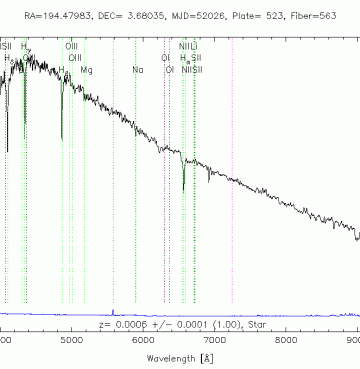 RA=194.47983, DEC= 3.68035, MJD=52026, Plate= 523, Fiber=563
SII Hγ OIII OI NII Li
OIII Hα SII
Hβ Mg Na OI NII SII
z= 0.0006 +/- 0.0001 (1.00), Star
5000 6000 7000 8000
Wavelength [Å]